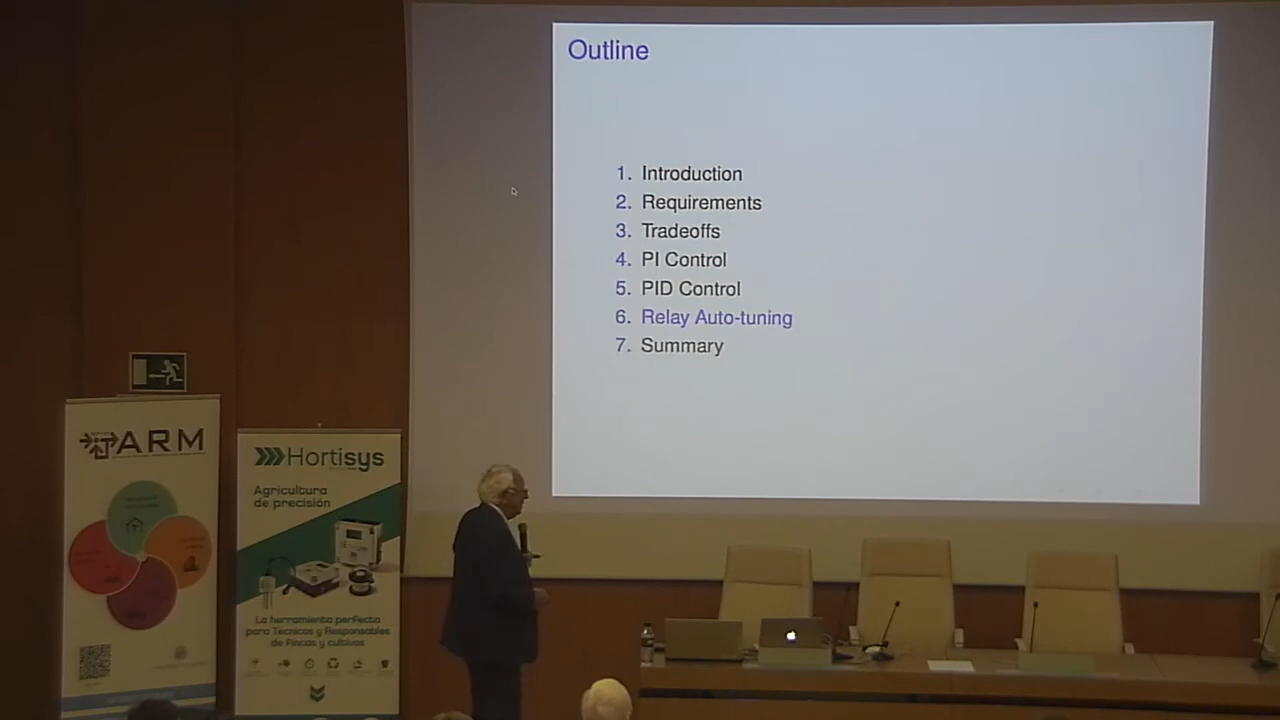 Outline
1. Introduction
2. Requirements
3. Tradeoffs
4. PI Control
5. PID Control
6. Relay Auto-tuning
7. Summary
ARM
Hortisys
Agricultura
de precisión
La herramienta perfecta
para Técnicos y Responsables
de Fincas y cultivos